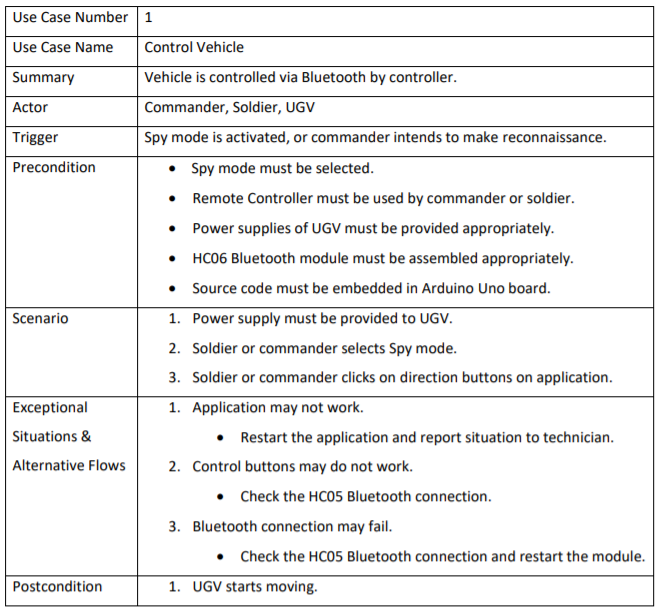 Use Case Number 1
Use Case Name Control Vehicle
Summary Vehicle is controlled via Bluetooth by controller.
Actor Commander, Soldier, UGV
Trigger Spy mode is activated, or commander intends to make reconnaissance.
Precondition • Spy mode must be selected.
• Remote Controller must be used by commander or soldier.
• Power supplies of UGV must be provided appropriately.
• HC06 Bluetooth module must be assembled appropriately.
• Source code must be embedded in Arduino Uno board.
Scenario 1. Power supply must be provided to UGV.
2. Soldier or commander selects Spy mode.
3. Soldier or commander clicks on direction buttons on application.
Exceptional 1. Application may not work.
Situations & • Restart the application and report situation to technician.
Alternative Flows 2. Control buttons may do not work.
• Check the HC05 Bluetooth connection.
3. Bluetooth connection may fail.
• Check the HC05 Bluetooth connection and restart the module.
Postcondition 1. UGV starts moving.